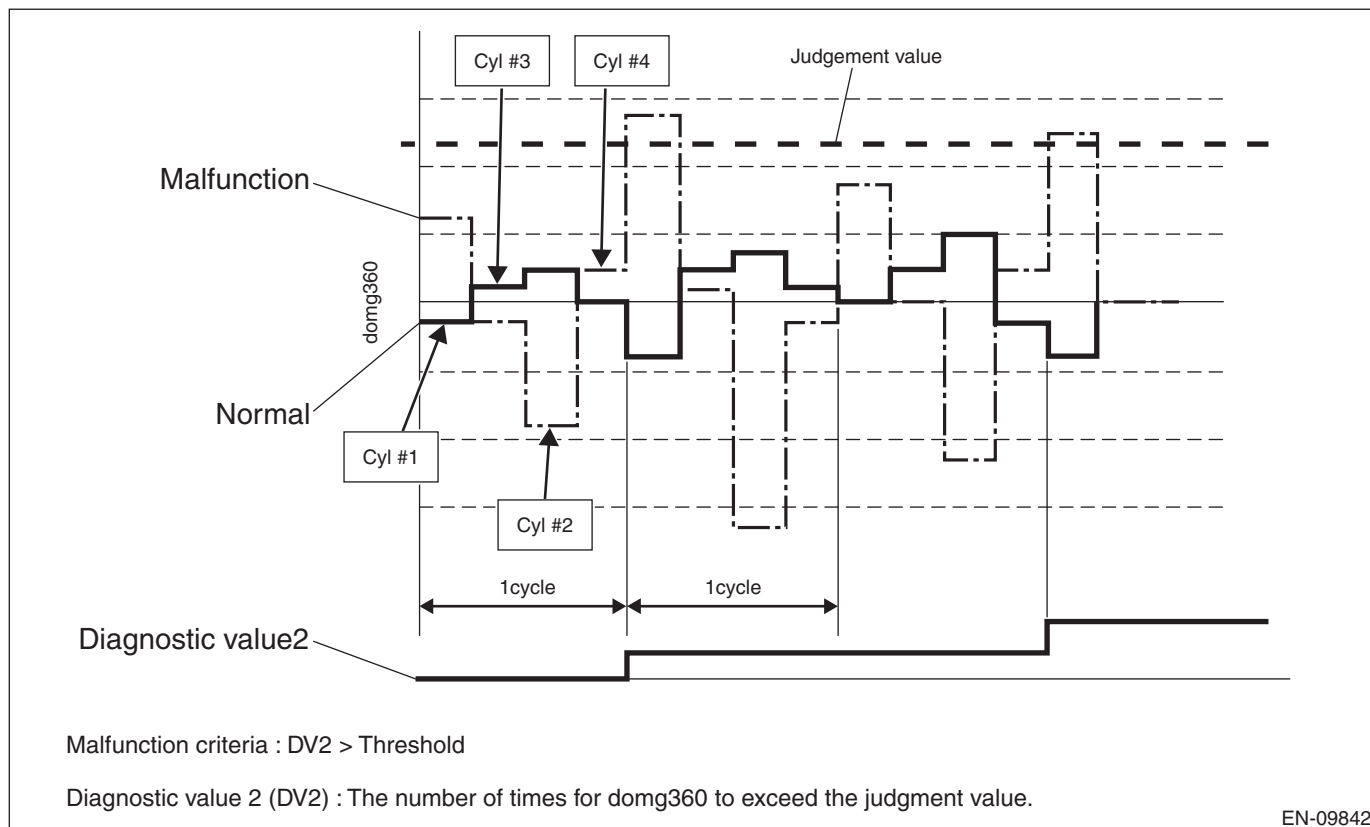 Cyl #3
Cyl #4
Judgement value
Malfunction
domg360
Normal
Cyl #1
Cyl #2
1cycle
1cycle
Diagnostic value2
Malfunction criteria : DV2 > Threshold
Diagnostic value 2 (DV2) : The number of times for domg360 to exceed the judgment value.
EN-09842